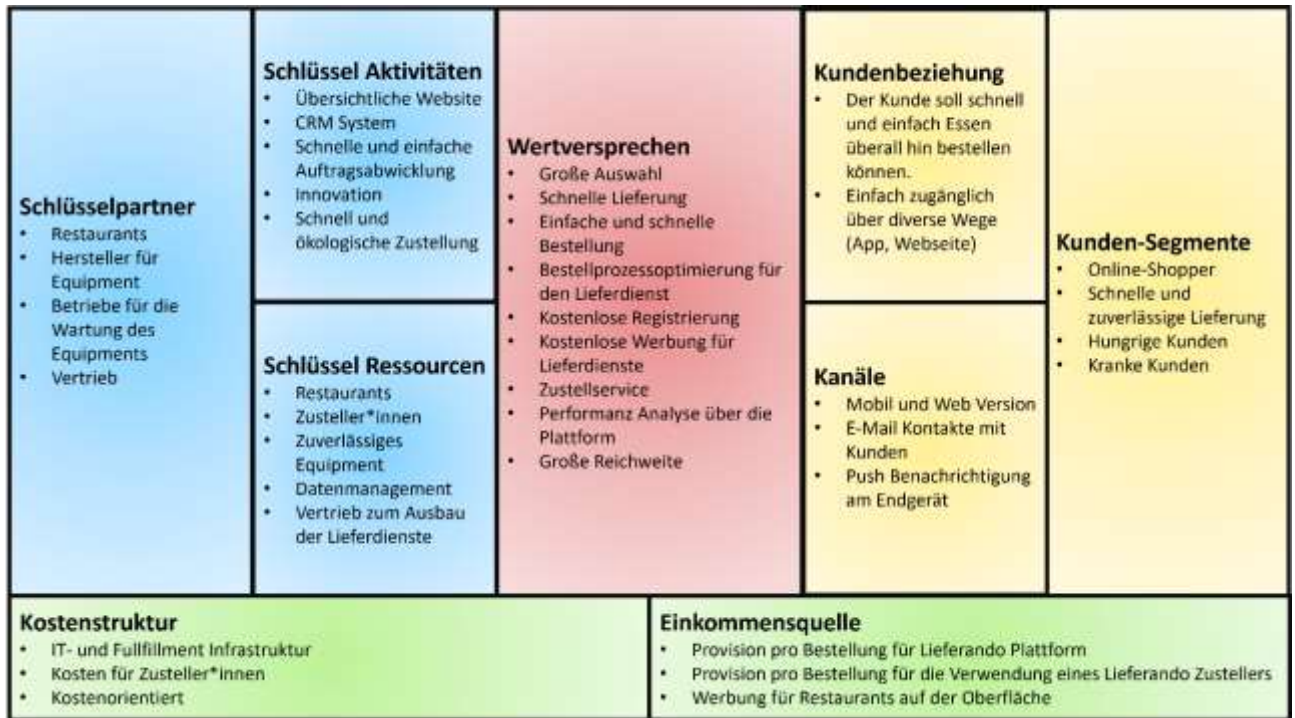 Schlüsselpartner
• Restaurants
• Hersteller für
Equipment
• Betriebe für die
Wartung des
Equipments
• Vertrieb
Schlüssel Aktivitäten
• Übersichtliche Website
• CRM System
• Schnelle und einfache
Auftragsabwicklung
• Innovation
• Schnell und
ökologische Zustellung
Schlüssel Ressourcen
• Restaurants
• Zusteller*innen
• Zuverlässiges
Equipment
• Datenmanagement
• Vertrieb zum Ausbau
der Lieferdienste
Wertversprechen
• Große Auswahl
• Schnelle Lieferung
• Einfache und schnelle
Bestellung
• Bestellprozessoptimierung für
den Lieferdienst
• Kostenlose Registrierung
• Kostenlose Werbung für
Lieferdienste
• Zustellservice
• Performanz Analyse über die
Plattform
• Große Reichweite
Kundenbeziehung
• Der Kunde soll schnell
und einfach Essen
überall hin bestellen
können.
• Einfach zugänglich
über diverse Wege
(App, Webseite)
Kanäle
• Mobil und Web Version
• E-Mail Kontakte mit
Kunden
• Push Benachrichtigung
am Endgerät
Kunden-Segmente
• Online-Shopper
• Schnelle und
zuverlässige Lieferung
• Hungrige Kunden
• Kranke Kunden
Kostenstruktur
• IT- und Fullfillment Infrastruktur
• Kosten für Zusteller*innen
• Kostenorientiert
Einkommensquelle
• Provision pro Bestellung für Lieferando Plattform
• Provision pro Bestellung für die Verwendung eines Lieferando Zustellers
• Werbung für Restaurants auf der Oberfläche